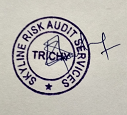 SKYLINE RISK AUDIT SERVICES
TRICHY